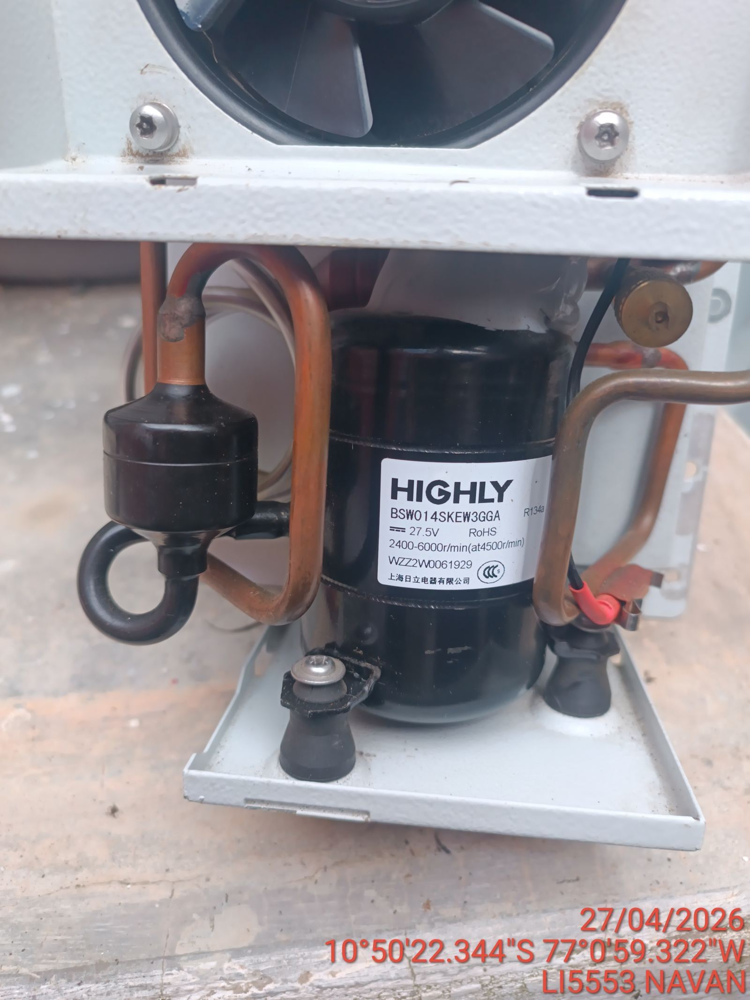 HIGHLY
BSW014SKEW3GGA R134a
27.5V RoHS
2400-6000r/min(at4500r/min)
WZZ2W0061929
CCC S
上海日立电器有限公司
27/04/2026
10°50'22.344"S 77°0'59.322"W
LI5553 NAVAN